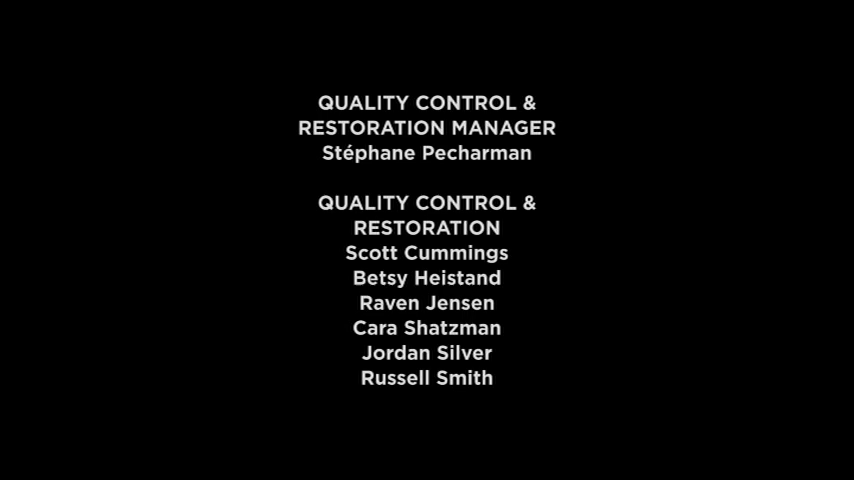 QUALITY CONTROL &
RESTORATION MANAGER
Stéphane Pecharman
QUALITY CONTROL &
RESTORATION
Scott Cummings
Betsy Heistand
Raven Jensen
Cara Shatzman
Jordan Silver
Russell Smith